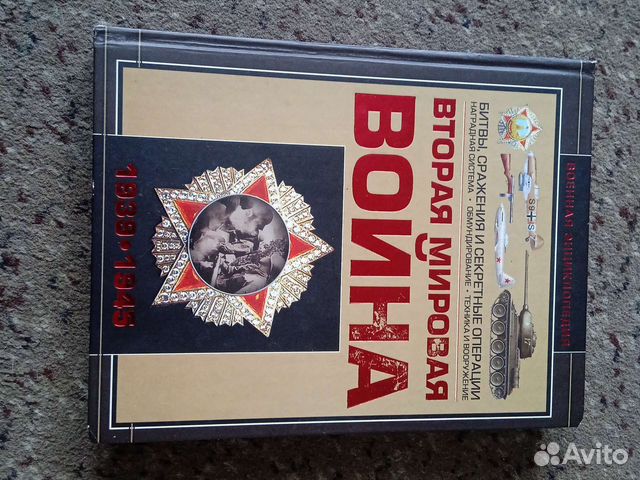 ВОЕННАЯ ЭНЦИКЛОПЕДИЯ
БИТВЫ, СРАЖЕНИЯ И СЕКРЕТНЫЕ ОПЕРАЦИИ
НАГРАДНАЯ СИСТЕМА • ОБМУНДИРОВАНИЕ • ТЕХНИКА И ВООРУЖЕНИЕ
ВТОРАЯ МИРОВАЯ
ВОЙНА
1939•1945
Avito